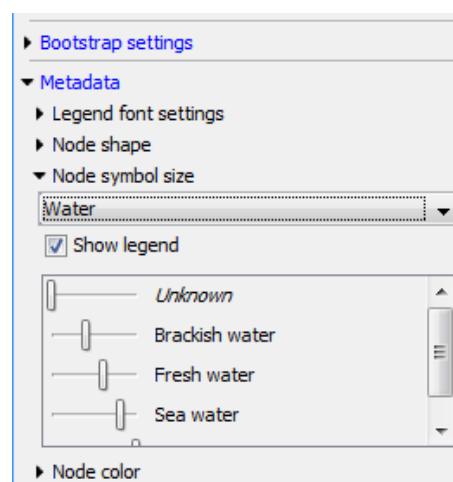 Bootstrap settings
Metadata
Legend font settings
Node shape
Node symbol size
Water
Show legend
Unknown
Brackish water
Fresh water
Sea water
Node color